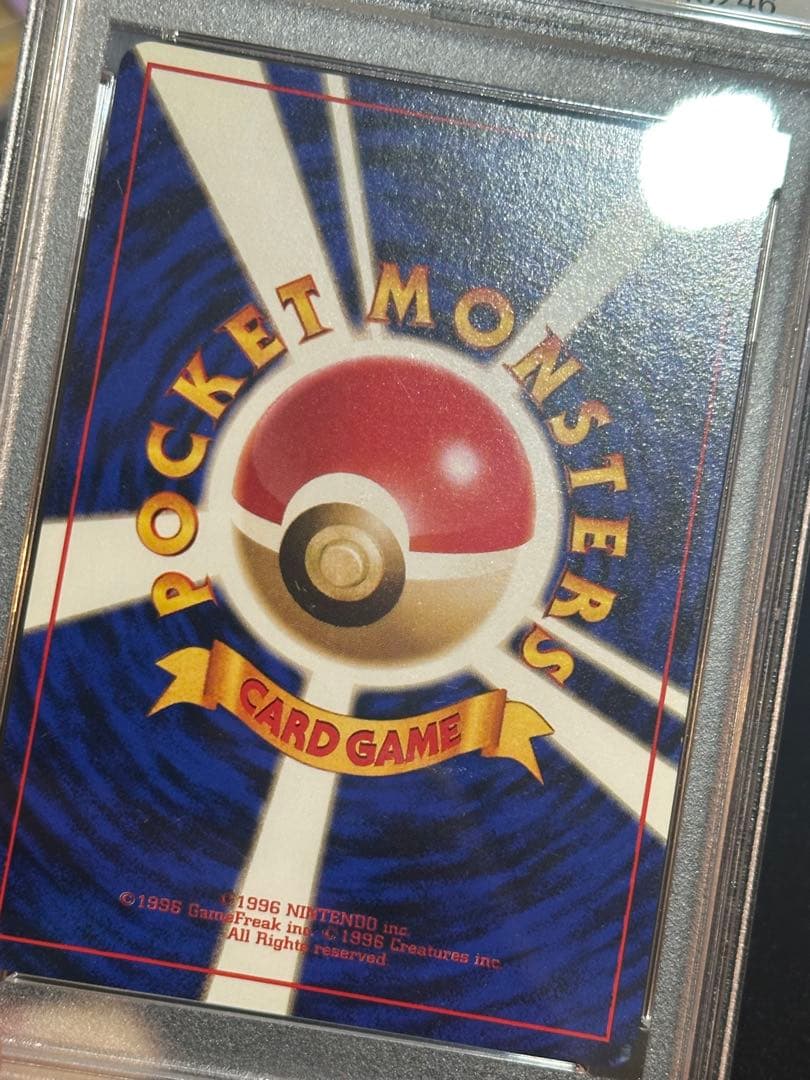 POCKET MONSTERS
CARD GAME
©1996 NINTENDO inc.
©1996 GameFreak inc. ©1996 Creatures inc.
All Rights reserved.